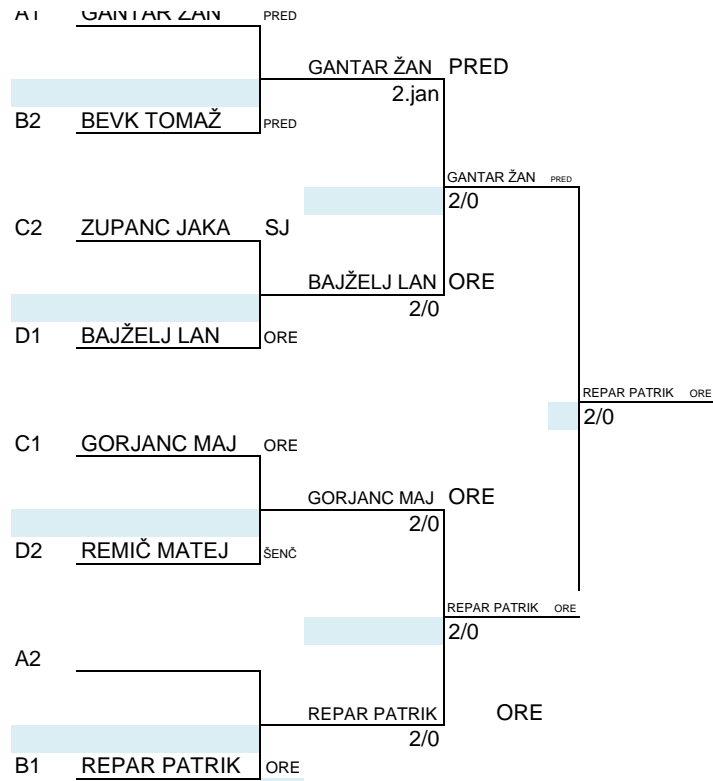 A1 GANTAR ŽAN PRED
GANTAR ŽAN PRED
2.jan
B2 BEVK TOMAŽ PRED
GANTAR ŽAN PRED
2/0
C2 ZUPANC JAKA SJ
BAJŽELJ LAN ORE
2/0
D1 BAJŽELJ LAN ORE
REPAR PATRIK ORE
2/0
C1 GORJANC MAJ ORE
GORJANC MAJ ORE
2/0
D2 REMIČ MATEJ ŠENČ
REPAR PATRIK ORE
2/0
A2
REPAR PATRIK ORE
2/0
B1 REPAR PATRIK ORE